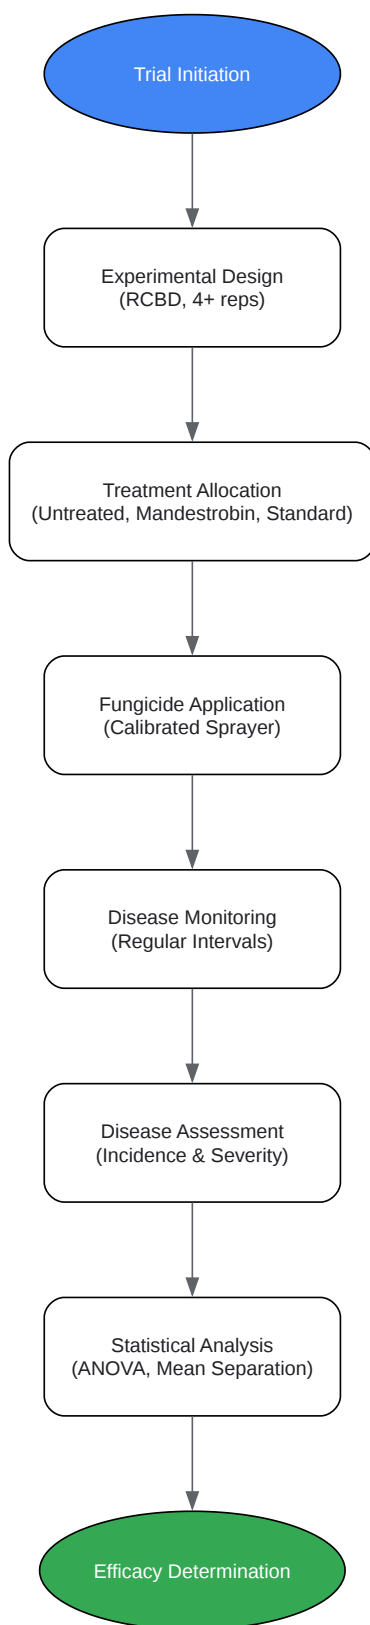 Trial Initiation
Experimental Design
(RCBD, 4+ reps)
Treatment Allocation
(Untreated, Mandestrobin, Standard)
Fungicide Application
(Calibrated Sprayer)
Disease Monitoring
(Regular Intervals)
Disease Assessment
(Incidence & Severity)
Statistical Analysis
(ANOVA, Mean Separation)
Efficacy Determination